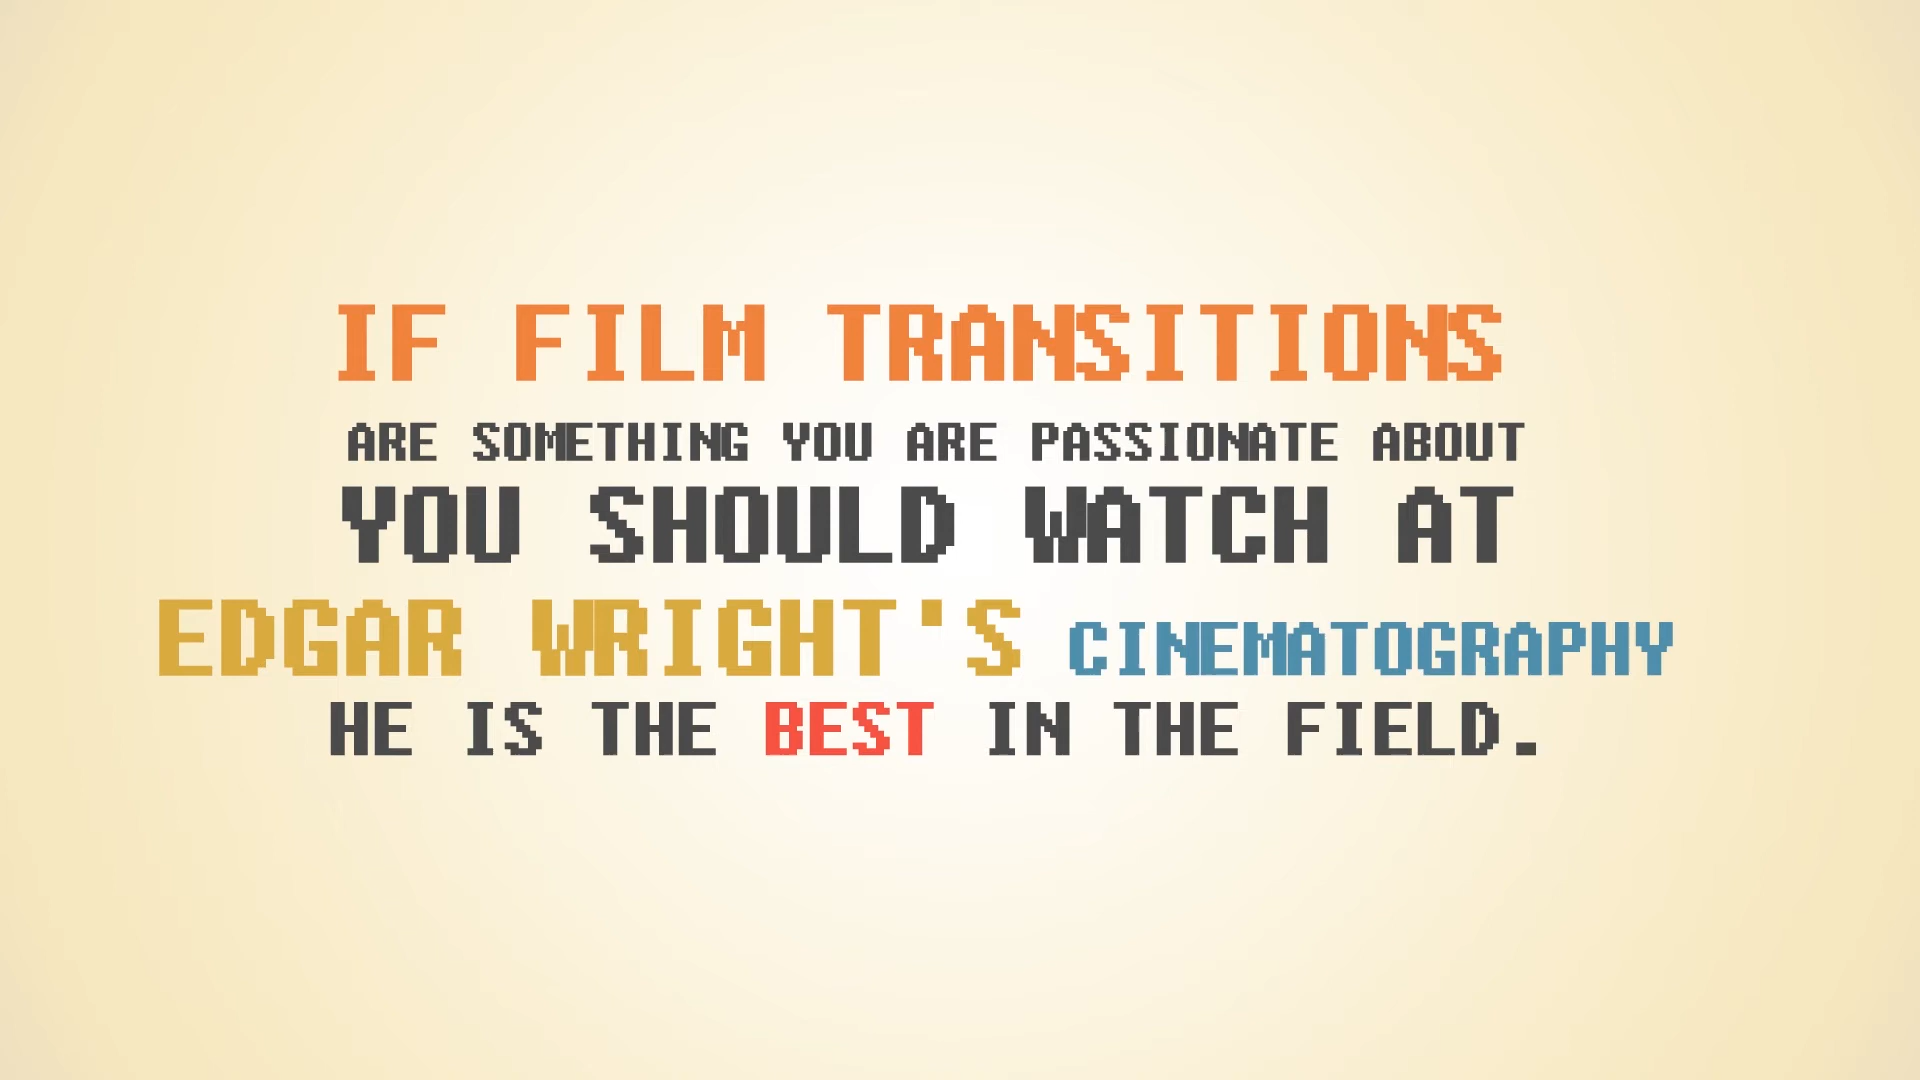 IF FILM TRANSITIONS
ARE SOMETHING YOU ARE PASSIONATE ABOUT
YOU SHOULD WATCH AT
EDGAR WRIGHT'S CINEMATOGRAPHY
HE IS THE BEST IN THE FIELD.